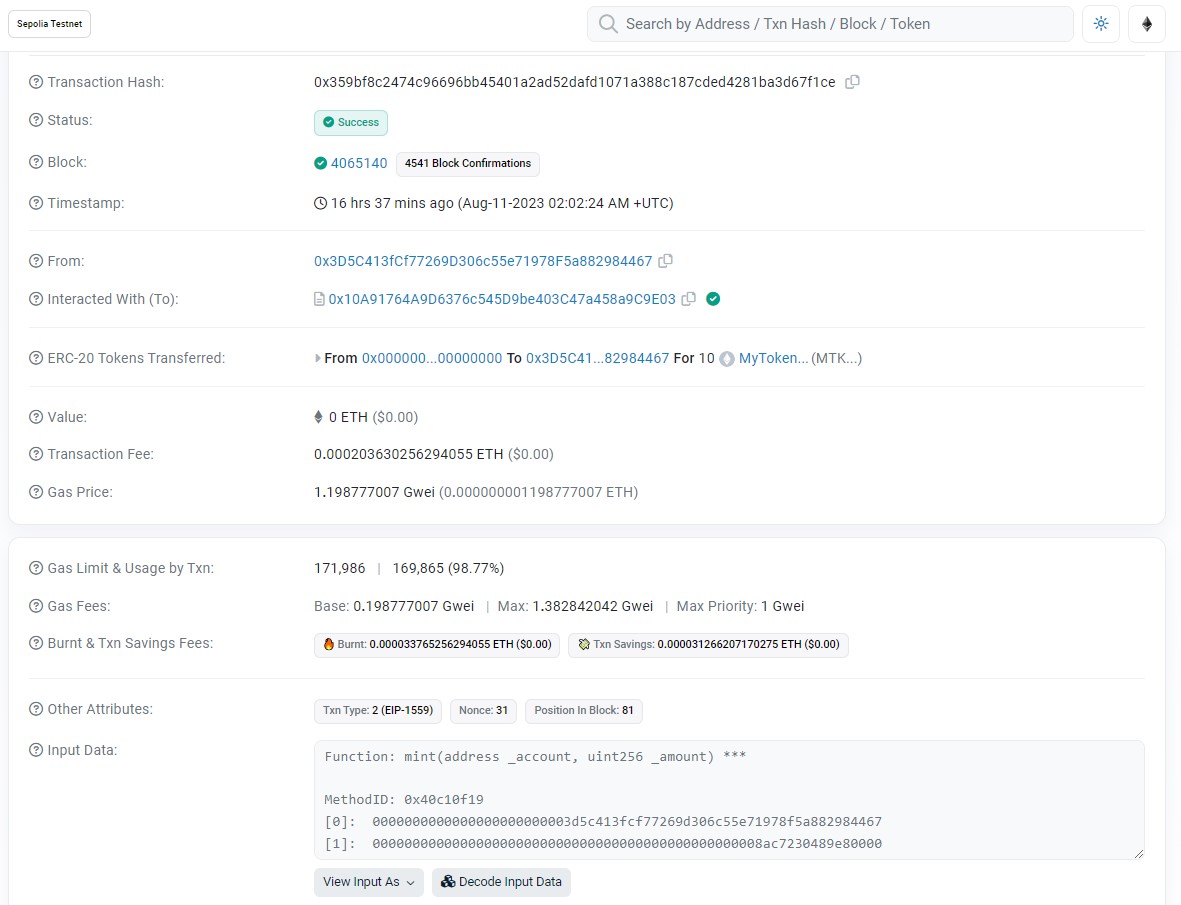 Sepolia Testnet
Search by Address / Txn Hash / Block / Token
Transaction Hash: 0x359bf8c2474c96696bb45401a2ad52dafd1071a388c187cded4281ba3d67f1ce
Status: Success
Block: 4065140 4541 Block Confirmations
Timestamp: 16 hrs 37 mins ago (Aug-11-2023 02:02:24 AM +UTC)
From: 0x3D5C413fCf77269D306c55e71978F5a882984467
Interacted With (To): 0x10A91764A9D6376c545D9be403C47a458a9C9E03
ERC-20 Tokens Transferred: From 0x000000...00000000 To 0x3D5C41...82984467 For 10 MyToken... (MTK...)
Value: 0 ETH ($0.00)
Transaction Fee: 0.000203630256294055 ETH ($0.00)
Gas Price: 1.198777007 Gwei (0.000000001198777007 ETH)
Gas Limit & Usage by Txn: 171,986 | 169,865 (98.77%)
Gas Fees: Base: 0.198777007 Gwei | Max: 1.382842042 Gwei | Max Priority: 1 Gwei
Burnt & Txn Savings Fees: Burnt: 0.000033765256294055 ETH ($0.00) Txn Savings: 0.000031266207170275 ETH ($0.00)
Other Attributes: Txn Type: 2 (EIP-1559) Nonce: 31 Position In Block: 81
Input Data: Function: mint(address _account, uint256 _amount) ***
MethodID: 0x40c10f19
[0]: 0000000000000000000000003d5c413fcf77269d306c55e71978f5a882984467
[1]: 0000000000000000000000000000000000000000000000008ac7230489e80000
View Input As Decode Input Data